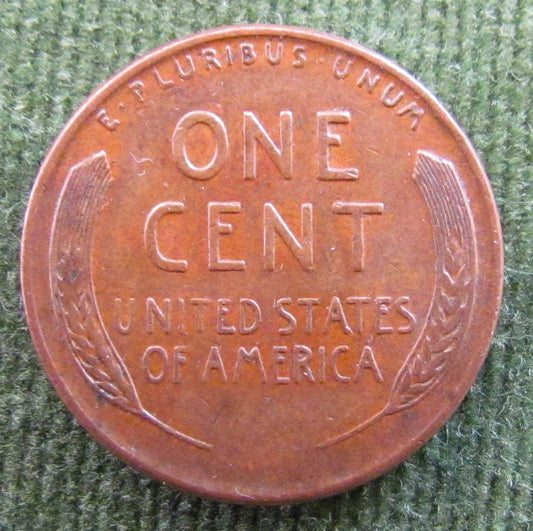 E·PLURIBUS·UNUM
ONE
CENT
UNITED STATES
OF AMERICA